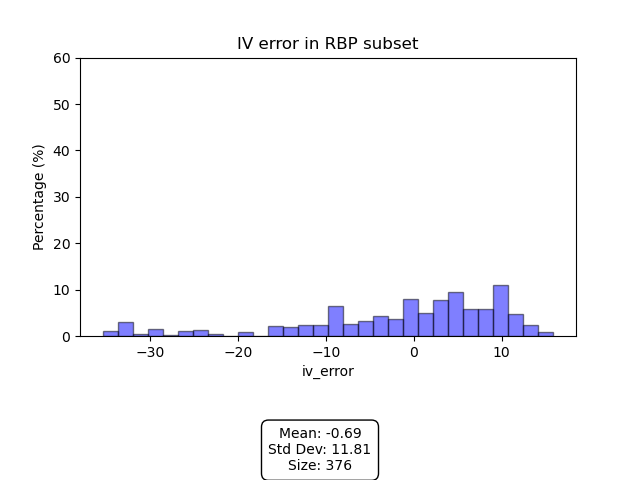 IV error in RBP subset
60
50
40
30
20
10
0
Percentage (%)
−30
−20
−10
0
10
iv_error
Mean: -0.69
Std Dev: 11.81
Size: 376